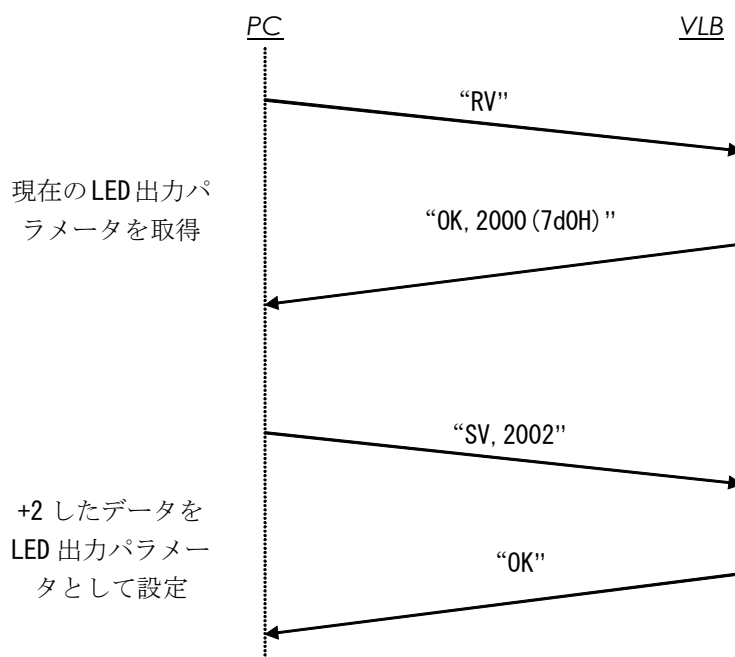 PC VLB
“RV”
現在のLED出力パ
ラメータを取得
“OK, 2000(7d0H)”
“SV, 2002”
+2 したデータを
LED 出力パラメー
タとして設定
“OK”